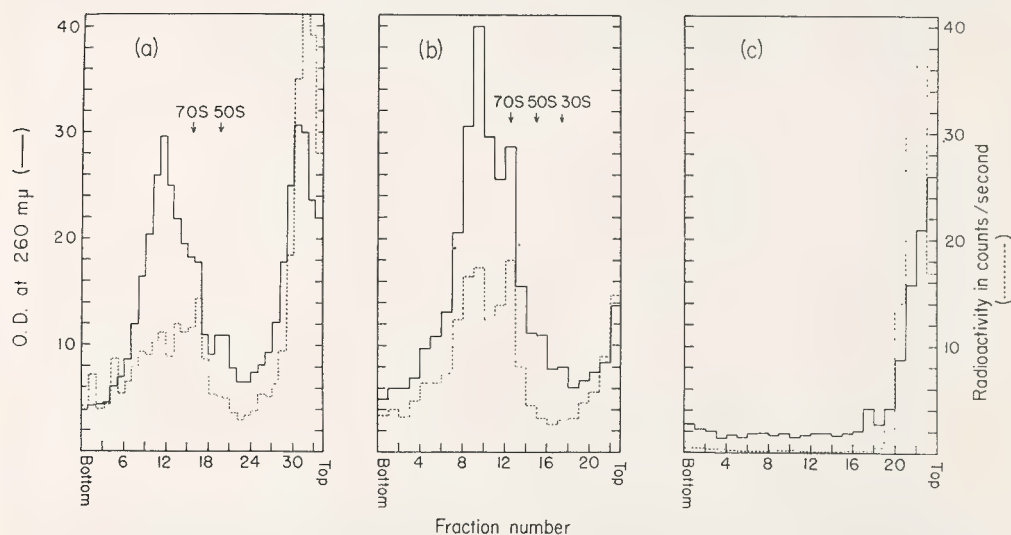 O. D. at 260 mμ (——)
40
30
20
10
(a)
70S 50S
Bottom
6
12
18
24
30
Top
(b)
70S 50S 30S
Bottom
4
8
12
16
20
Top
(c)
Bottom
4
8
12
16
20
Top
40
30
20
10
Radioactivity in counts/second
(........)
Fraction number